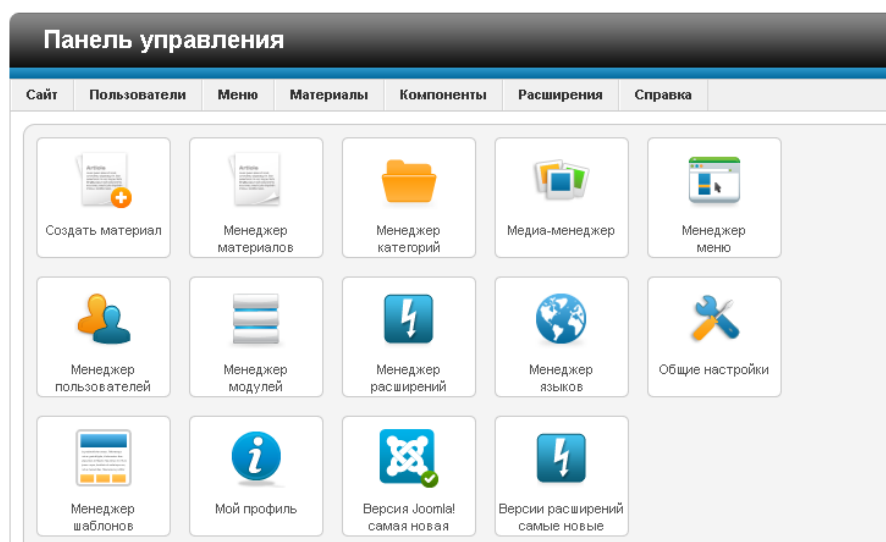 Панель управления
Сайт Пользователи Меню Материалы Компоненты Расширения Справка
Создать материал
Менеджер
материалов
Менеджер
категорий
Медиа-менеджер
Менеджер
меню
Менеджер
пользователей
Менеджер
модулей
Менеджер
расширений
Менеджер
языков
Общие настройки
Менеджер
шаблонов
Мой профиль
Версия Joomla!
самая новая
Версии расширений
самые новые